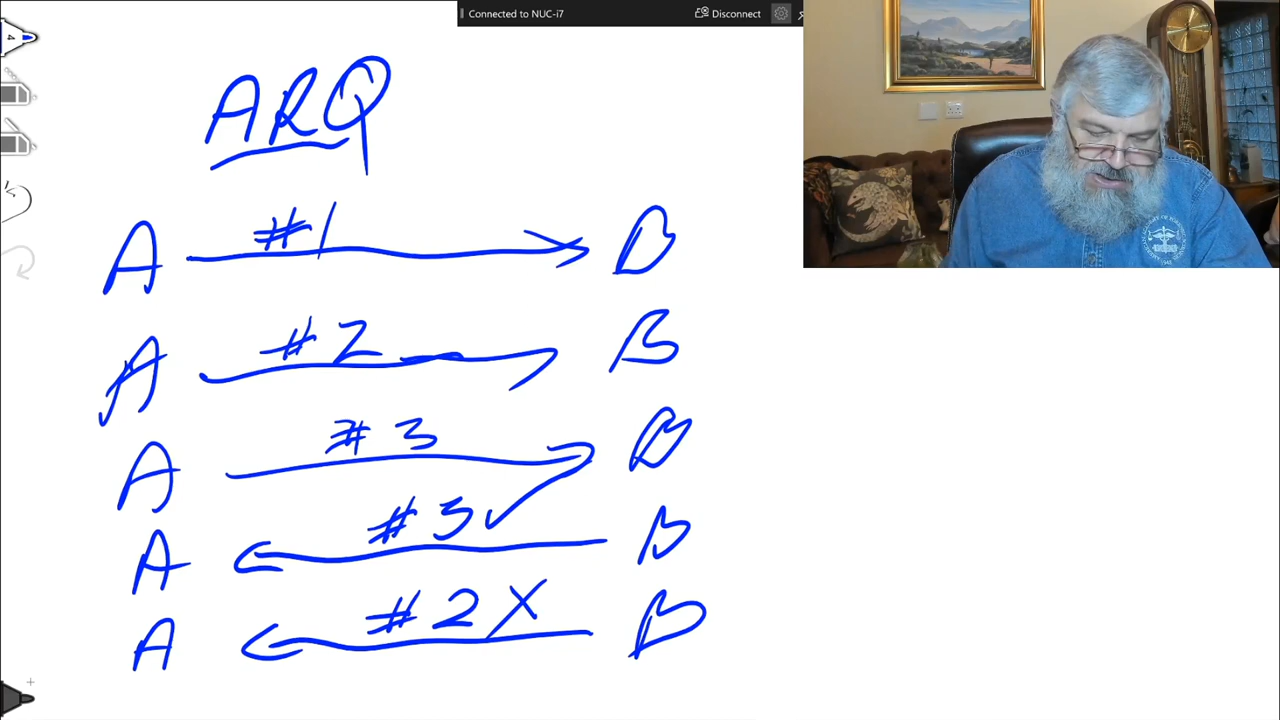 Connected to NUC-i7 Disconnect
ARQ
A #1 B
A #2 B
A #3 B
A #3 ✓ B
A #2 X B